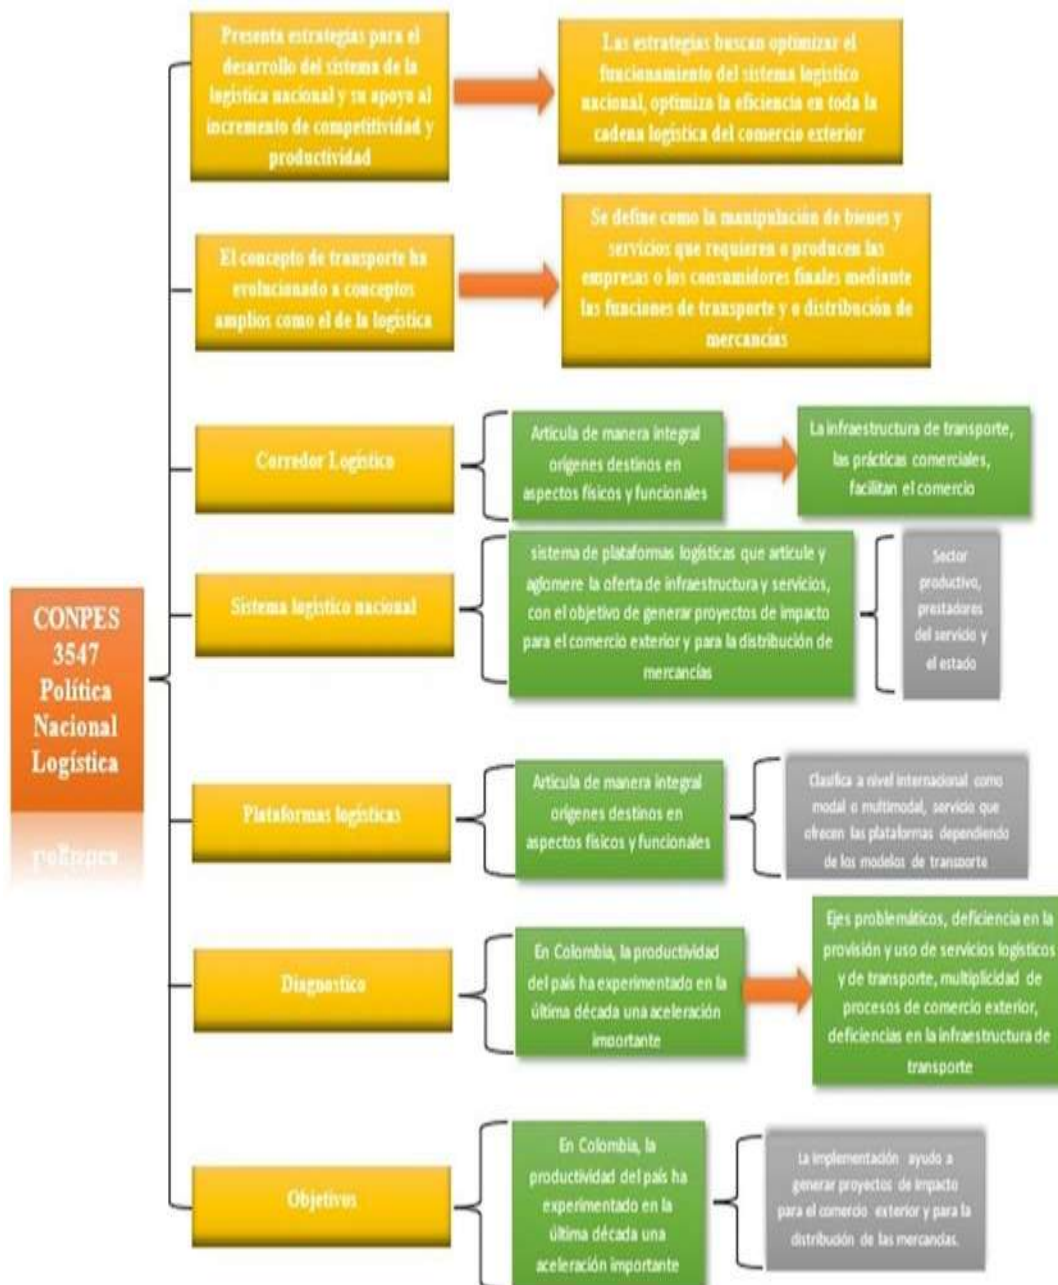 Presenta estrategias para el
desarrollo del sistema de la
logística nacional y su apoyo al
incremento de competitividad y
productividad
Las estrategias buscan optimizar el
funcionamiento del sistema logístico
nacional, optimiza la eficiencia en toda la
cadena logística del comercio exterior
El concepto de transporte ha
evolucionado a conceptos
amplios como el de la logística
Se define como la manipulación de bienes y
servicios que requieren o producen las
empresas o los consumidores finales mediante
las funciones de transporte y o distribución de
mercancías
Corredor Logístico
Articula de manera integral
orígenes destinos en
aspectos físicos y funcionales
La infraestructura de transporte,
las prácticas comerciales,
facilitan el comercio
CONPES
3547
Política
Nacional
Logística
Sistema logístico nacional
sistema de plataformas logísticas que articule y
aglomere la oferta de infraestructura y servicios,
con el objetivo de generar proyectos de impacto
para el comercio exterior y para la distribución de
mercancías
Sector
productivo,
prestadores
del servicio y
el estado
Plataformas logísticas
Articula de manera integral
orígenes destinos en
aspectos físicos y funcionales
Clasifica a nivel internacional como
modal o multimodal, servicio que
ofrecen las plataformas dependiendo
de los modelos de transporte
Diagnostico
En Colombia, la productividad
del país ha experimentado en la
última década una aceleración
importante
Ejes problemáticos, deficiencia en la
provisión y uso de servicios logísticos
y de transporte, multiplicidad de
procesos de comercio exterior,
deficiencias en la infraestructura de
transporte
Objetivos
En Colombia, la
productividad del país ha
experimentado en la
última década una
aceleración importante
La implementación ayudo a
generar proyectos de impacto
para el comercio exterior y para la
distribución de las mercancías.